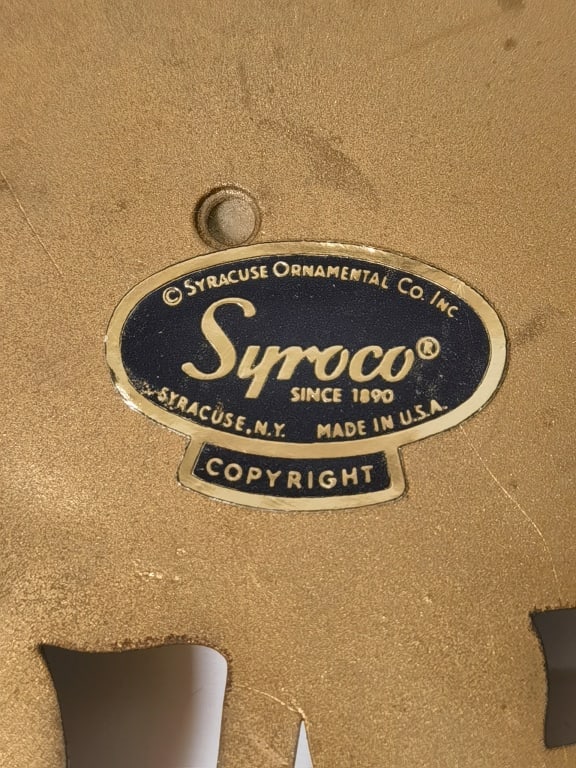 © SYRACUSE ORNAMENTAL CO. INC
Syroco®
SINCE 1890
SYRACUSE, N.Y. MADE IN U.S.A.
COPYRIGHT